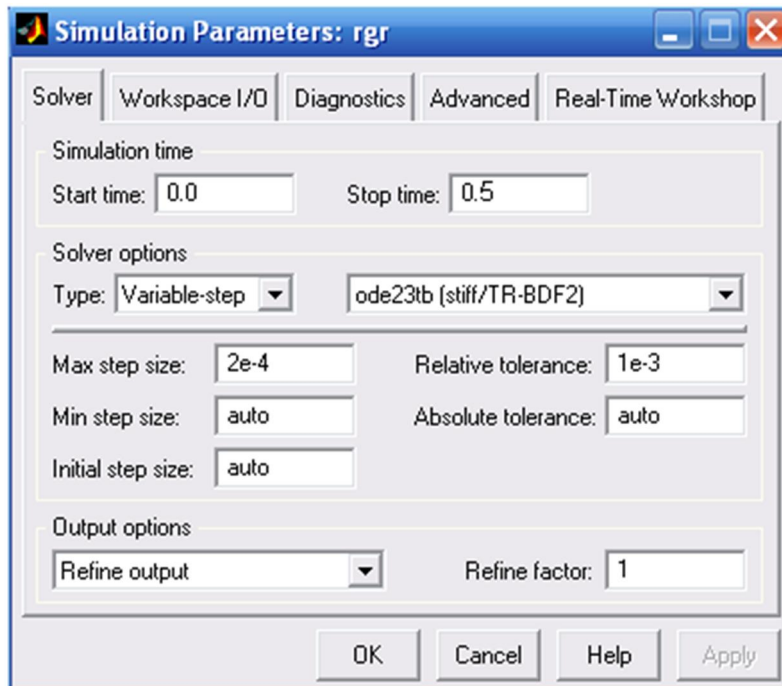 Simulation Parameters: rgr
Solver Workspace I/O Diagnostics Advanced Real-Time Workshop
Simulation time
Start time: 0.0 Stop time: 0.5
Solver options
Type: Variable-step ode23tb (stiff/TR-BDF2)
Max step size: 2e-4 Relative tolerance: 1e-3
Min step size: auto Absolute tolerance: auto
Initial step size: auto
Output options
Refine output Refine factor: 1
OK Cancel Help Apply